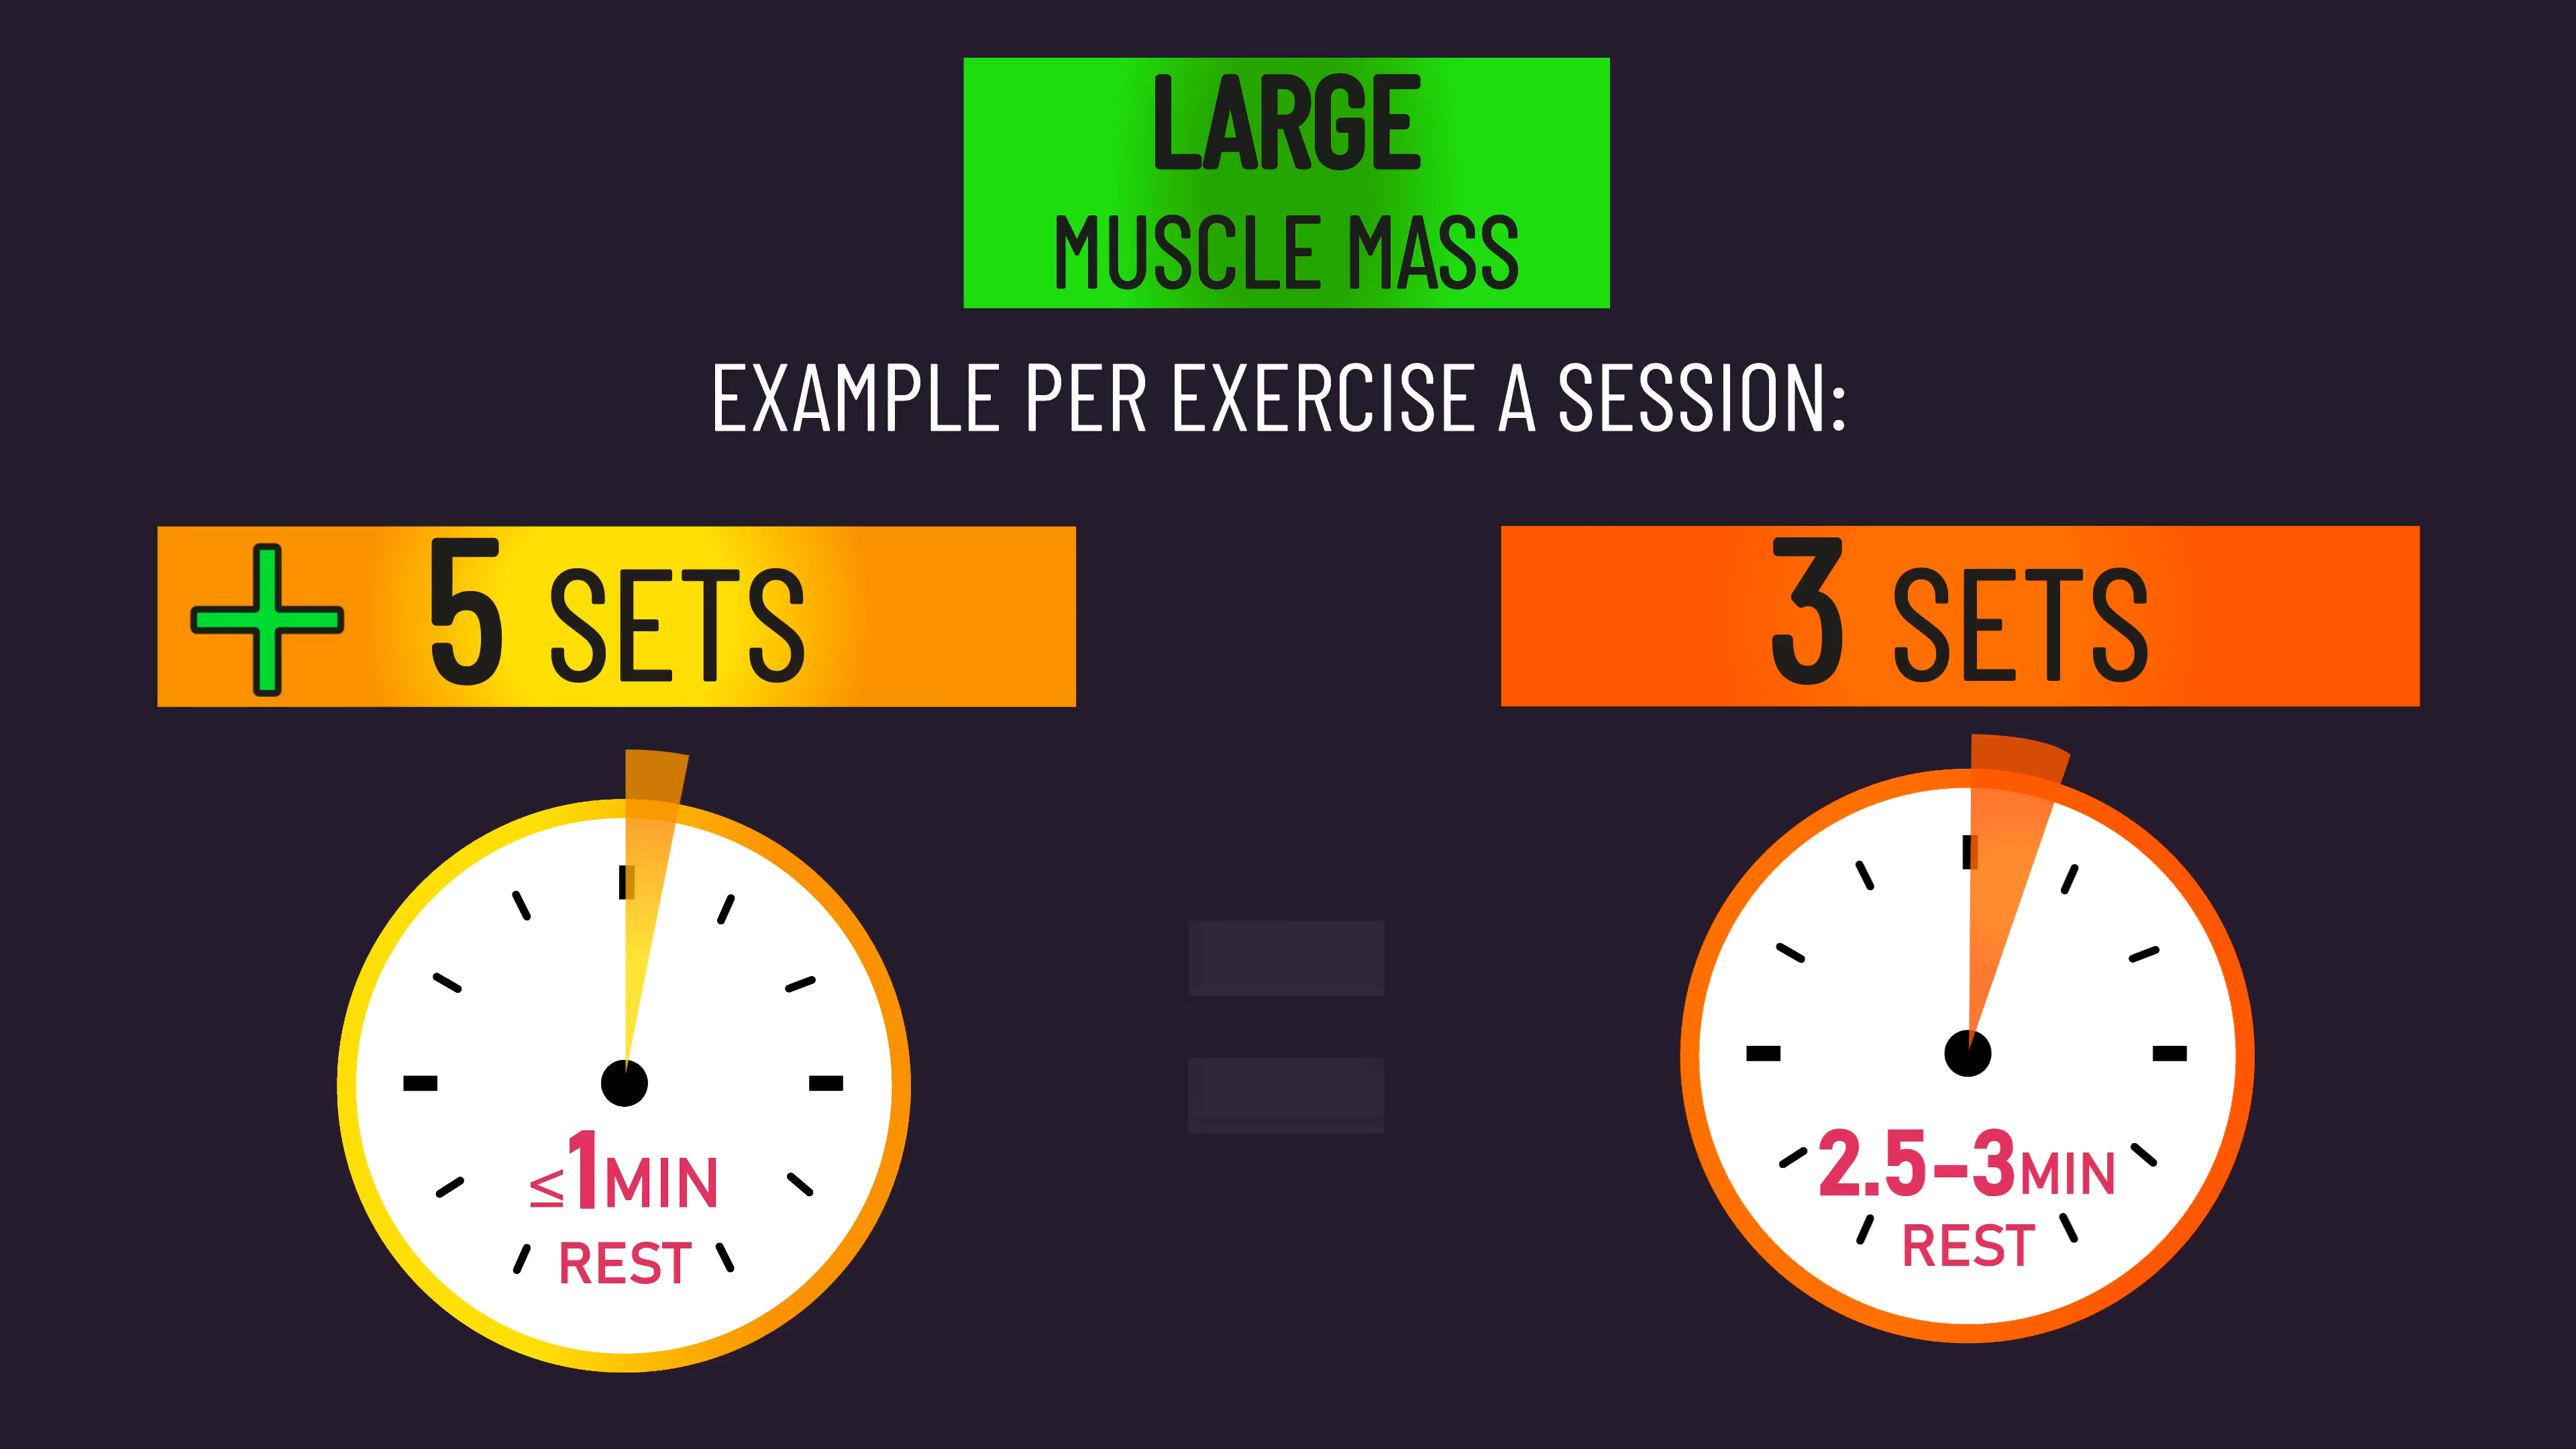 LARGE
MUSCLE MASS
EXAMPLE PER EXERCISE A SESSION:
+ 5 SETS
3 SETS
≤1MIN
REST
2.5-3MIN
REST